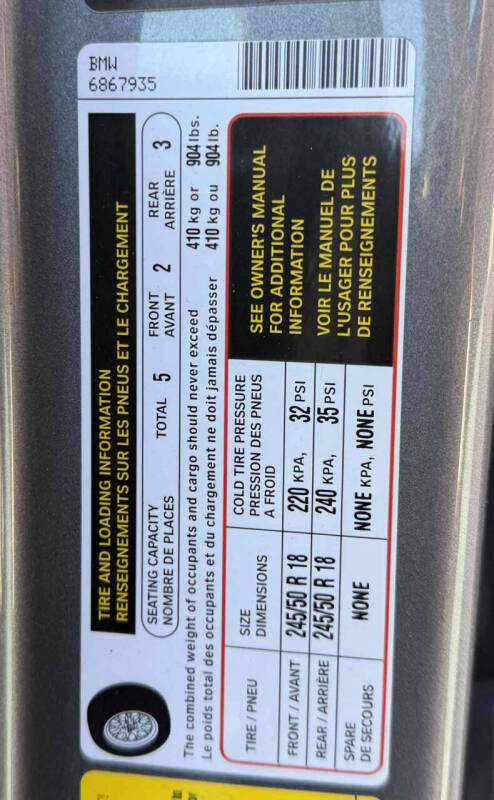 BMW
6867935
TIRE AND LOADING INFORMATION
RENSEIGNEMENTS SUR LES PNEUS ET LE CHARGEMENT
SEATING CAPACITY TOTAL 5 FRONT 2 REAR 3
NOMBRE DE PLACES AVANT ARRIÈRE
The combined weight of occupants and cargo should never exceed 410 kg or 904 lbs.
Le poids total des occupants et du chargement ne doit jamais dépasser 410 kg ou 904 lb.
TIRE / PNEU
SIZE
DIMENSIONS
COLD TIRE PRESSURE
PRESSION DES PNEUS
A FROID
FRONT / AVANT 245/50 R 18 220 KPA, 32 PSI
REAR / ARRIÈRE 245/50 R 18 240 KPA, 35 PSI
SPARE
DE SECOURS
NONE NONE KPA, NONE PSI
SEE OWNER'S MANUAL
FOR ADDITIONAL
INFORMATION
VOIR LE MANUEL DE
L'USAGER POUR PLUS
DE RENSEIGNEMENTS
to